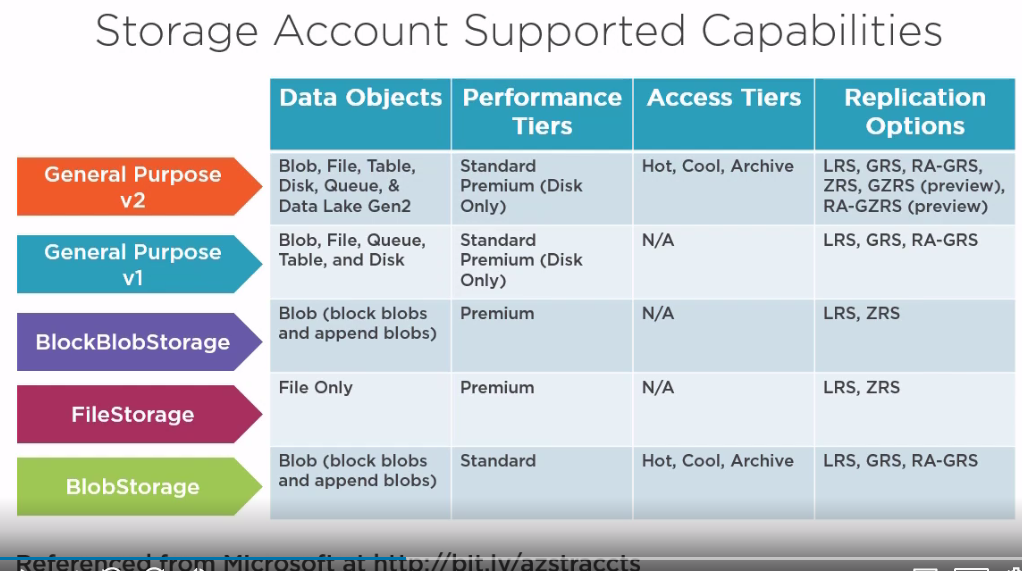 Storage Account Supported Capabilities
Data Objects
Performance
Tiers
Access Tiers
Replication
Options
General Purpose
v2
Blob, File, Table,
Disk, Queue, &
Data Lake Gen2
Standard
Premium (Disk
Only)
Hot, Cool, Archive
LRS, GRS, RA-GRS,
ZRS, GZRS (preview),
RA-GZRS (preview)
General Purpose
v1
Blob, File, Queue,
Table, and Disk
Standard
Premium (Disk
Only)
N/A
LRS, GRS, RA-GRS
BlockBlobStorage
Blob (block blobs
and append blobs)
Premium
N/A
LRS, ZRS
FileStorage
File Only
Premium
N/A
LRS, ZRS
BlobStorage
Blob (block blobs
and append blobs)
Standard
Hot, Cool, Archive
LRS, GRS, RA-GRS
Referenced from Microsoft at http://bit.ly/azstraccts